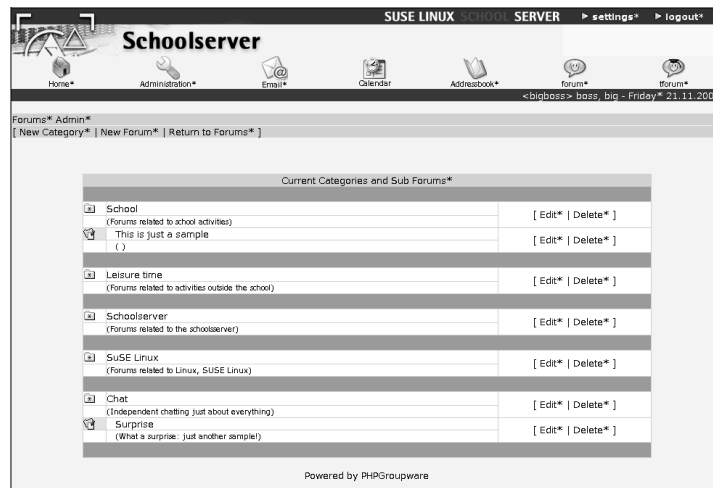 SUSE LINUX SCHOOL SERVER
settings* logout*
Schoolserver
Home* Administration* Email* Calendar Addressbook* forum* tforum*
<bigboss> boss, big - Friday* 21.11.200
Forums* Admin*
[ New Category* | New Forum* | Return to Forums* ]
Current Categories and Sub Forums*
School
(Forums related to school activities)
[ Edit* | Delete* ]
This is just a sample
( )
[ Edit* | Delete* ]
Leisure time
(Forums related to activities outside the school)
[ Edit* | Delete* ]
Schoolserver
(Forums related to the schoolsserver)
[ Edit* | Delete* ]
SuSE Linux
(Forums related to Linux, SUSE Linux)
[ Edit* | Delete* ]
Chat
(Independent chatting just about everything)
[ Edit* | Delete* ]
Surprise
(What a surprise: just another sample!)
[ Edit* | Delete* ]
Powered by PHPGroupware